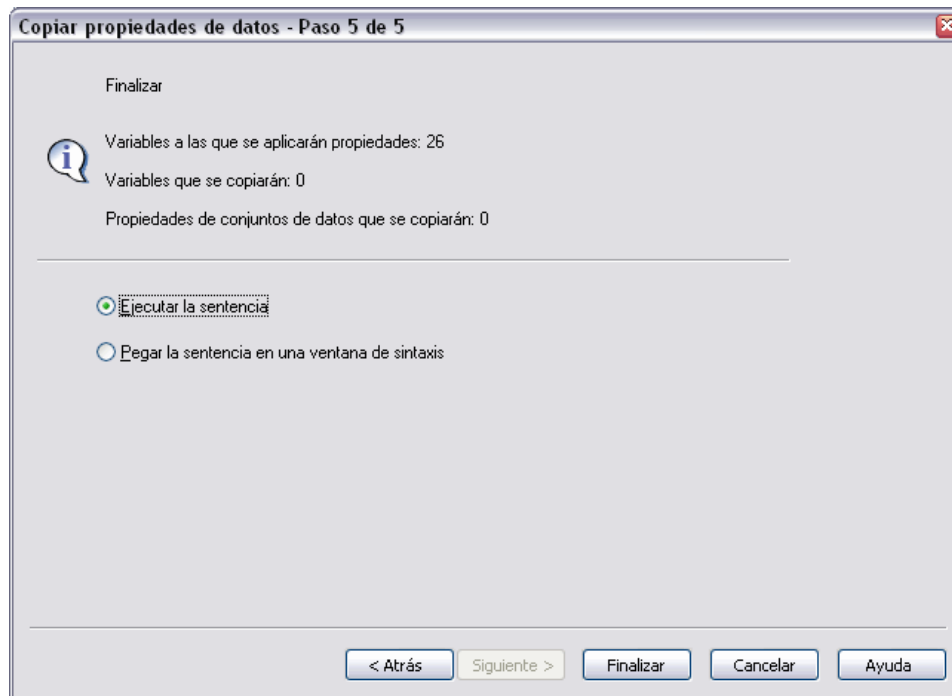 Copiar propiedades de datos - Paso 5 de 5
Finalizar
Variables a las que se aplicarán propiedades: 26
Variables que se copiarán: 0
Propiedades de conjuntos de datos que se copiarán: 0
Ejecutar la sentencia
Pegar la sentencia en una ventana de sintaxis
< Atrás Siguiente > Finalizar Cancelar Ayuda